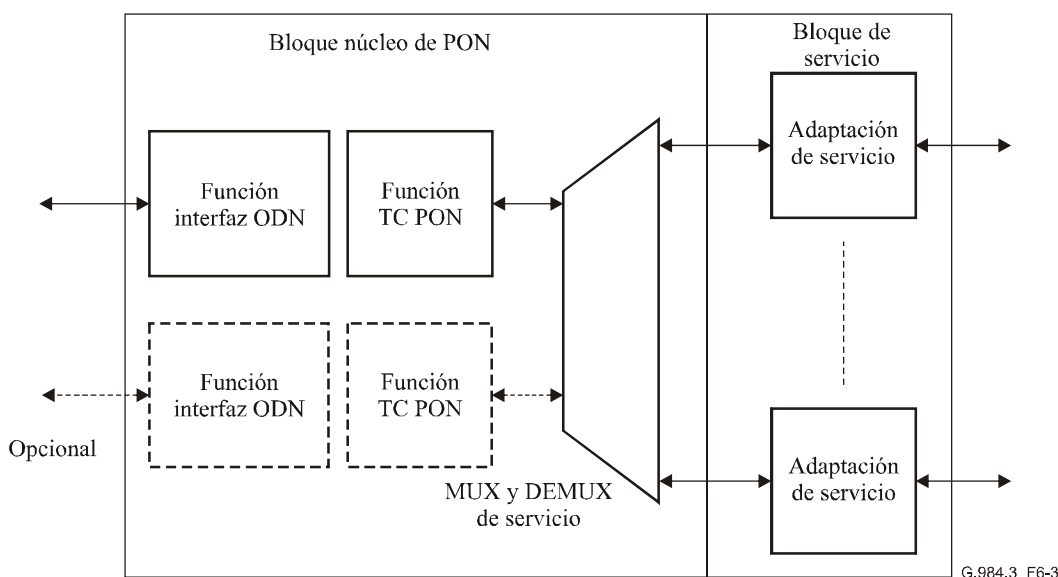 Bloque núcleo de PON
Bloque de
servicio
Función
interfaz ODN
Función
TC PON
Adaptación
de servicio
Función
interfaz ODN
Función
TC PON
Opcional
MUX y DEMUX
de servicio
Adaptación
de servicio
G.984.3_F6-3